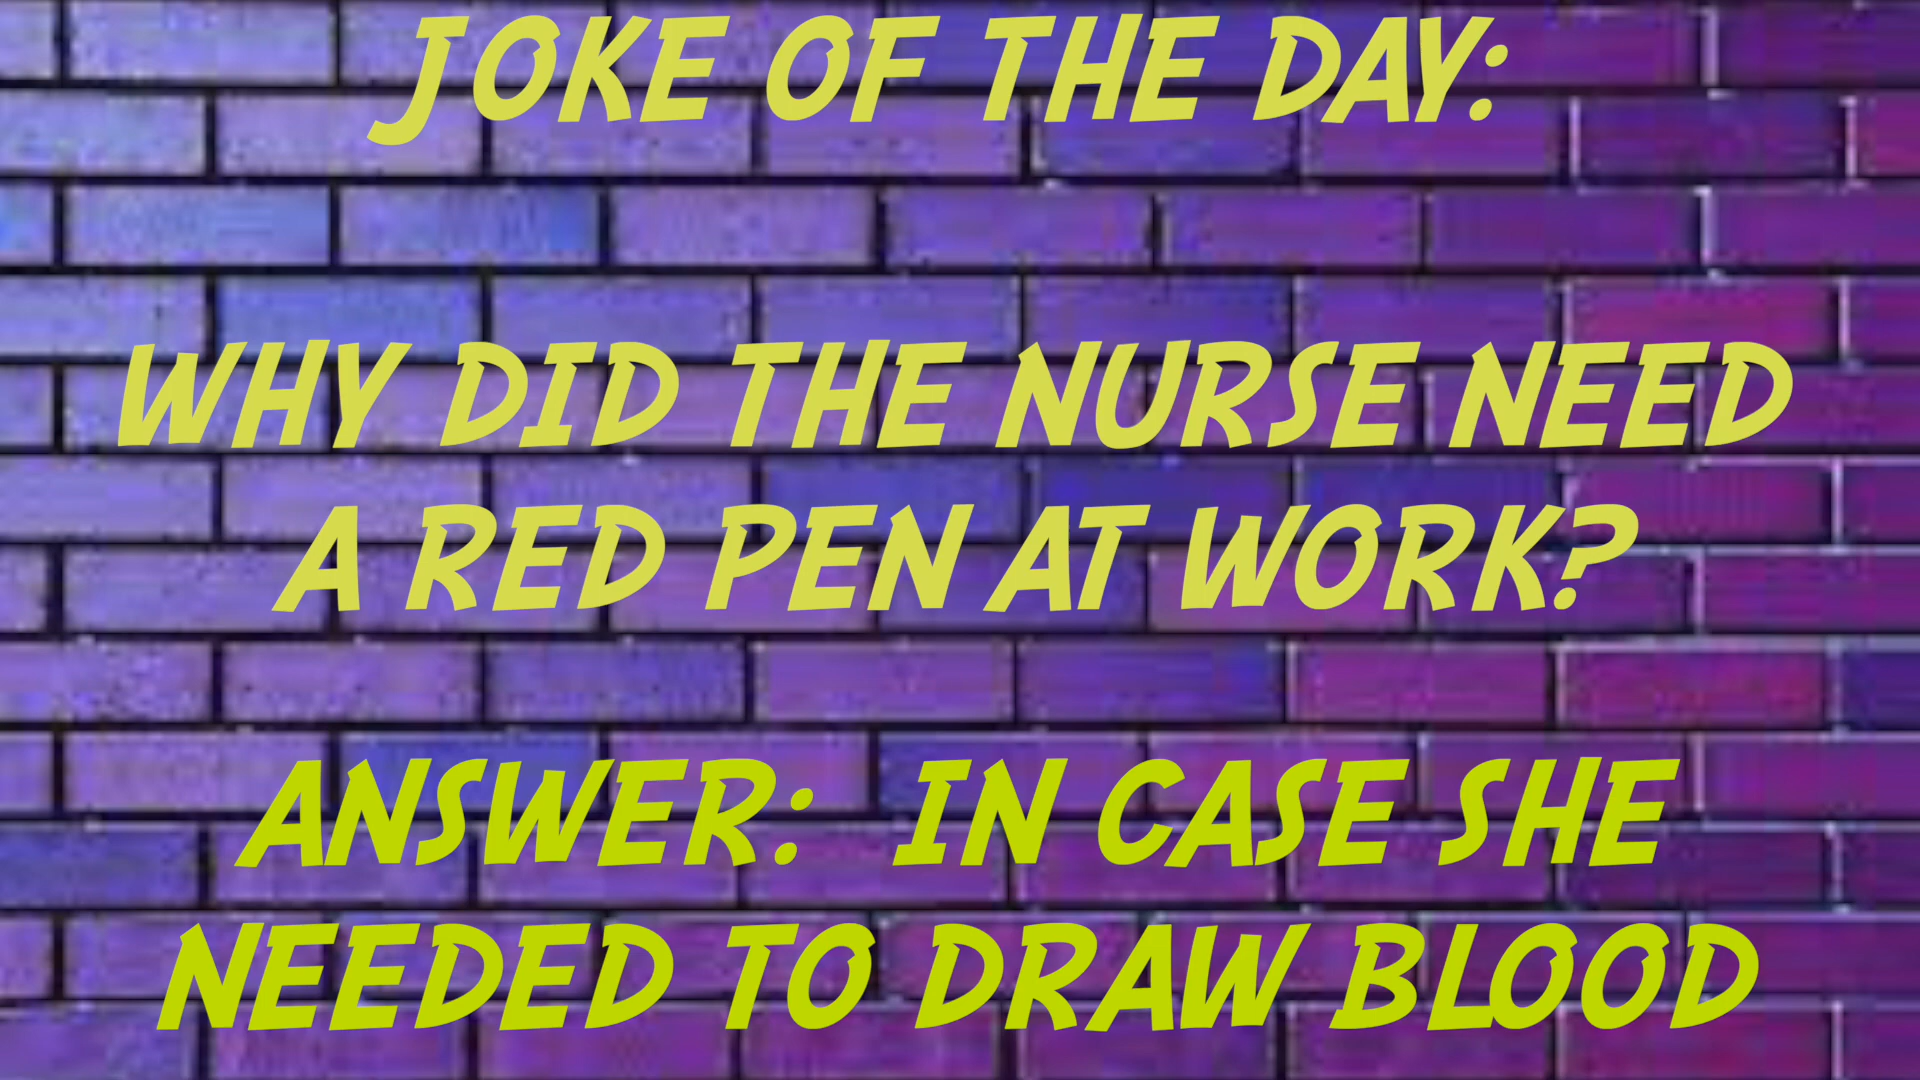 JOKE OF THE DAY:
WHY DID THE NURSE NEED
A RED PEN AT WORK?
ANSWER: IN CASE SHE
NEEDED TO DRAW BLOOD